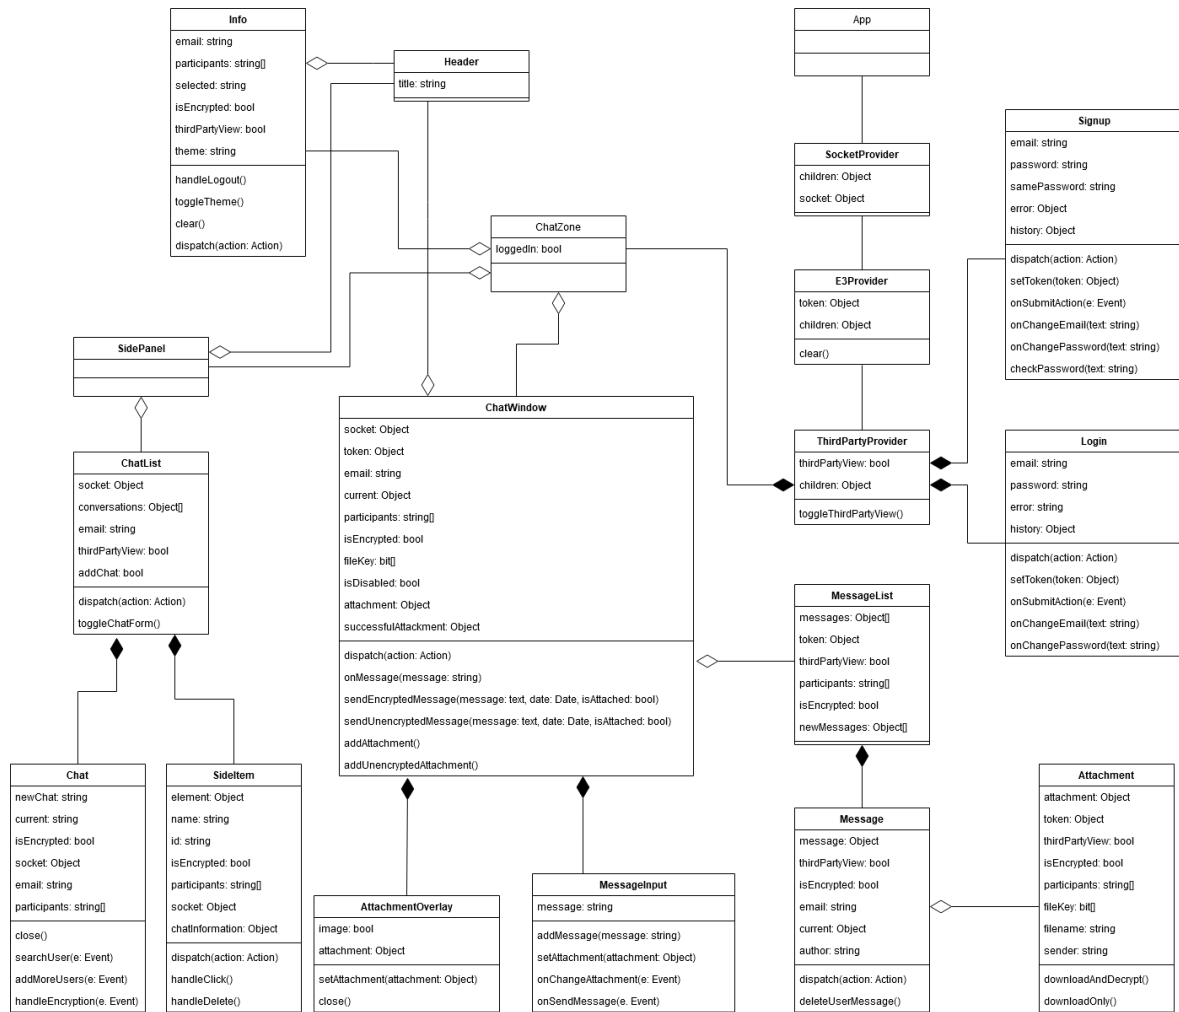 Info
email: string
participants: string[]
selected: string
isEncrypted: bool
thirdPartyView: bool
theme: string
handleLogout()
toggleTheme()
clear()
dispatch(action: Action)
Header
title: string
App
SocketProvider
children: Object
socket: Object
Signup
email: string
password: string
samePassword: string
error: Object
history: Object
dispatch(action: Action)
setToken(token: Object)
onSubmitAction(e: Event)
onChangeEmail(text: string)
onChangePassword(text: string)
checkPassword(text: string)
ChatZone
loggedIn: bool
E3Provider
token: Object
children: Object
clear()
SidePanel
ChatList
socket: Object
conversations: Object[]
email: string
thirdPartyView: bool
addChat: bool
dispatch(action: Action)
toggleChatForm()
ChatWindow
socket: Object
token: Object
email: string
current: Object
participants: string[]
isEncrypted: bool
fileKey: bit[]
isDisabled: bool
attachment: Object
successfulAttackment: Object
dispatch(action: Action)
onMessage(message: string)
sendEncryptedMessage(message: text, date: Date, isAttached: bool)
sendUnencryptedMessage(message: text, date: Date, isAttached: bool)
addAttachment()
addUnencryptedAttachment()
ThirdPartyProvider
thirdPartyView: bool
children: Object
toggleThirdPartyView()
Login
email: string
password: string
error: string
history: Object
dispatch(action: Action)
setToken(token: Object)
onSubmitAction(e: Event)
onChangeEmail(text: string)
onChangePassword(text: string)
MessageList
messages: Object[]
token: Object
thirdPartyView: bool
participants: string[]
isEncrypted: bool
newMessages: Object[]
Chat
newChat: string
current: string
isEncrypted: bool
socket: Object
email: string
participants: string[]
close()
searchUser(e: Event)
addMoreUsers(e: Event)
handleEncryption(e: Event)
SideItem
element: Object
name: string
id: string
isEncrypted: bool
participants: string[]
socket: Object
chatInformation: Object
dispatch(action: Action)
handleClick()
handleDelete()
AttachmentOverlay
image: bool
attachment: Object
setAttachment(attachment: Object)
close()
MessageInput
message: string
addMessage(message: string)
setAttachment(attachment: Object)
onChangeAttachment(e: Event)
onSendMessage(e: Event)
Message
message: Object
thirdPartyView: bool
isEncrypted: bool
email: string
current: Object
author: string
dispatch(action: Action)
deleteUserMessage()
Attachment
attachment: Object
token: Object
thirdPartyView: bool
isEncrypted: bool
participants: string[]
fileKey: bit[]
filename: string
sender: string
downloadAndDecrypt()
downloadOnly()